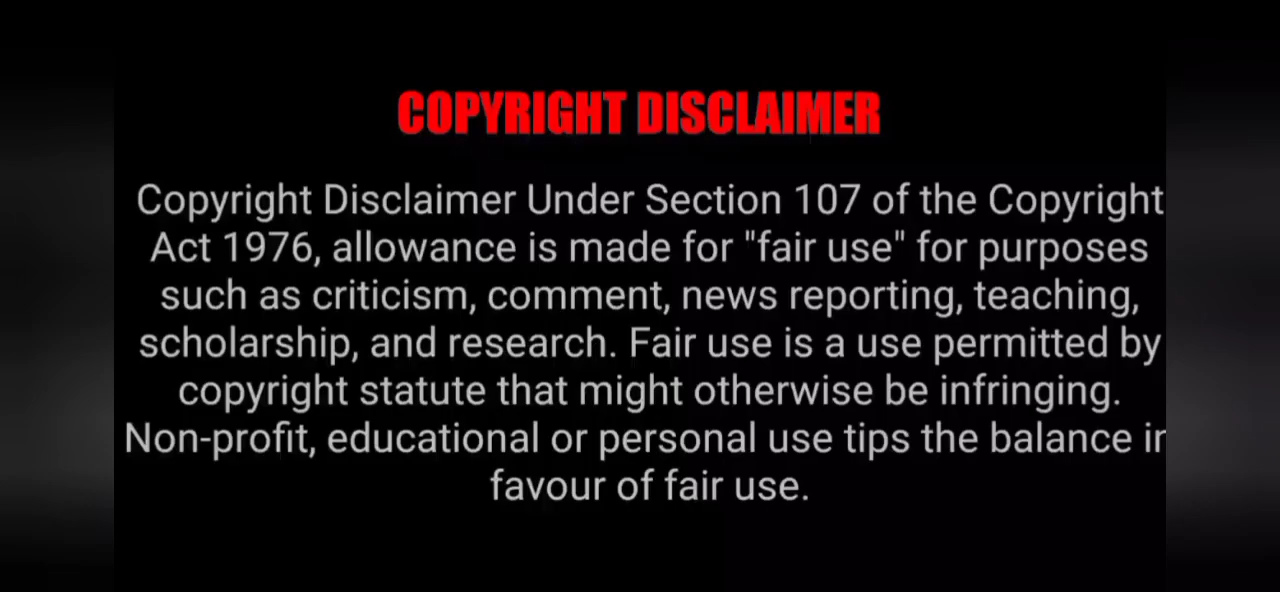 COPYRIGHT DISCLAIMER
Copyright Disclaimer Under Section 107 of the Copyright
Act 1976, allowance is made for "fair use" for purposes
such as criticism, comment, news reporting, teaching,
scholarship, and research. Fair use is a use permitted by
copyright statute that might otherwise be infringing.
Non-profit, educational or personal use tips the balance in
favour of fair use.